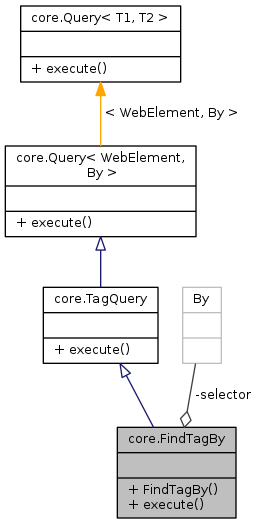 core.Query< T1, T2 >
+ execute()
< WebElement, By >
core.Query< WebElement,
By >
+ execute()
core.TagQuery
+ execute()
By
-selector
core.FindTagBy
+ FindTagBy()
+ execute()